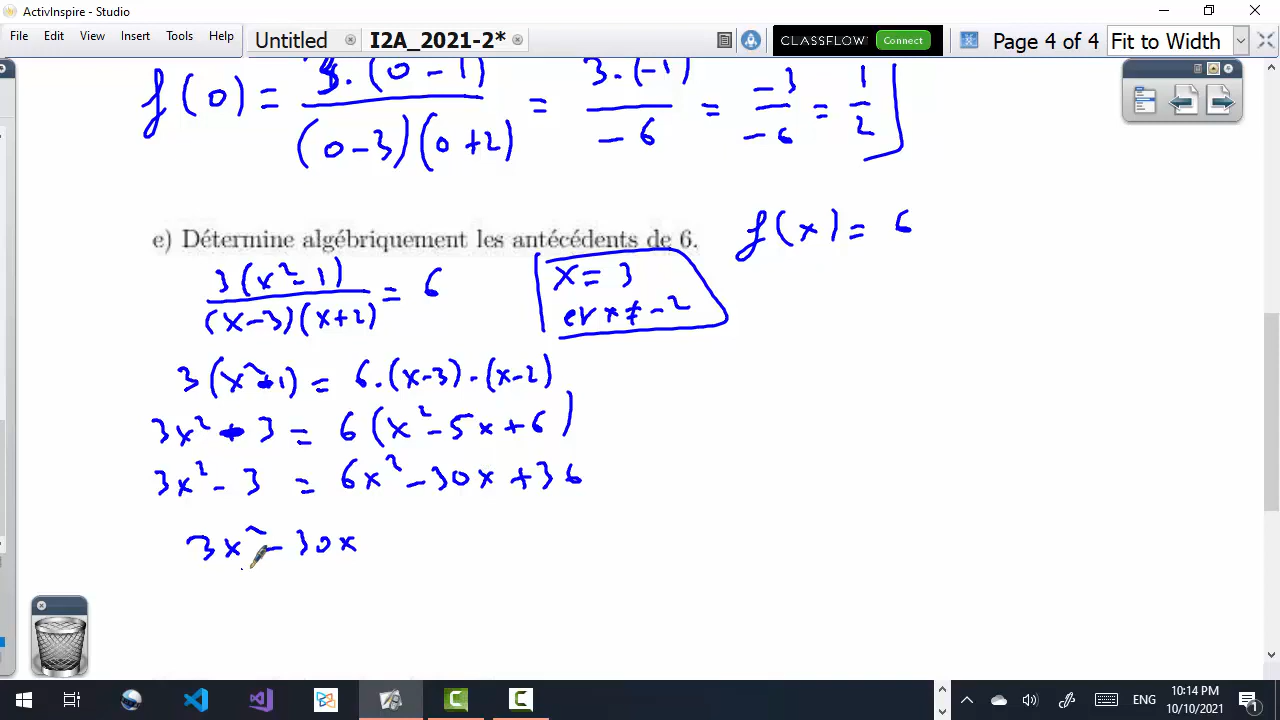 ActivInspire - Studio
File Edit View Insert Tools Help
Untitled I2A_2021-2*
CLASSFLOW Connect
Page 4 of 4
Fit to Width
f(0) = 3.(0-1) / (0-3)(0+2) = 3.(-1) / -6 = -3 / -6 = 1/2
e) Détermine algébriquement les antécédents de 6.
f(x) = 6
3(x²-1) / (x-3)(x+2) = 6
x = 3
et x ≠ -2
3(x²-1) = 6.(x-3).(x-2)
3x² - 3 = 6(x²-5x+6)
3x² - 3 = 6x² - 30x + 36
3x² - 30x
ENG
10:14 PM
10/10/2021